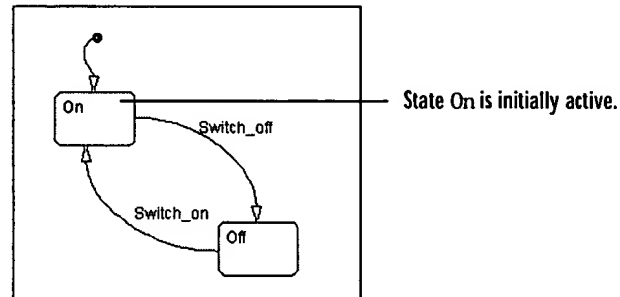 On
State On is initially active.
Switch_off
Switch_on
Off